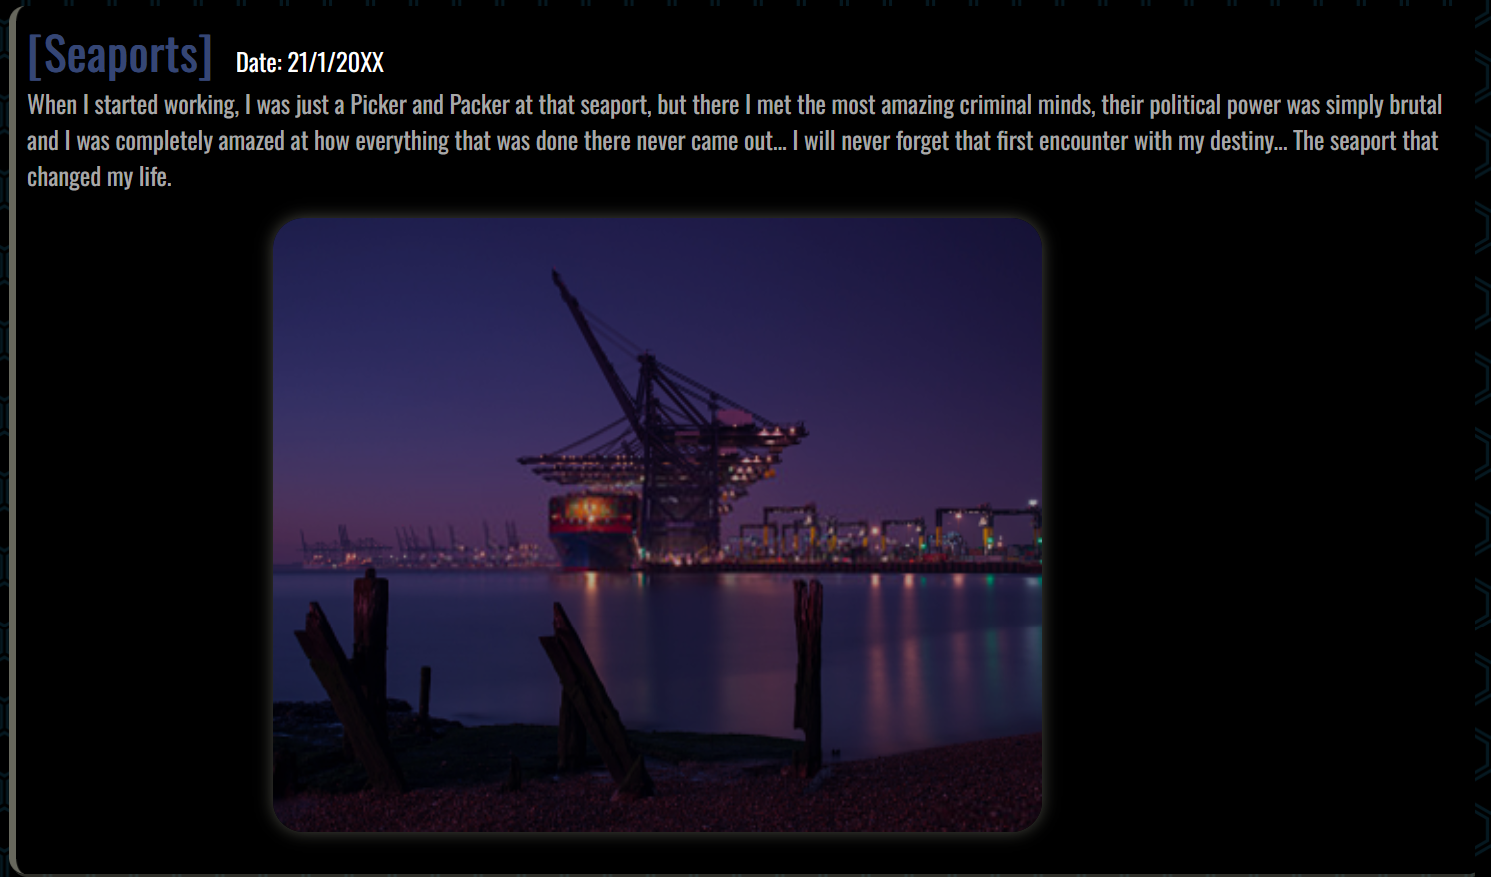 [Seaports] Date: 21/1/20XX
When I started working, I was just a Picker and Packer at that seaport, but there I met the most amazing criminal minds, their political power was simply brutal
and I was completely amazed at how everything that was done there never came out... I will never forget that first encounter with my destiny... The seaport that
changed my life.